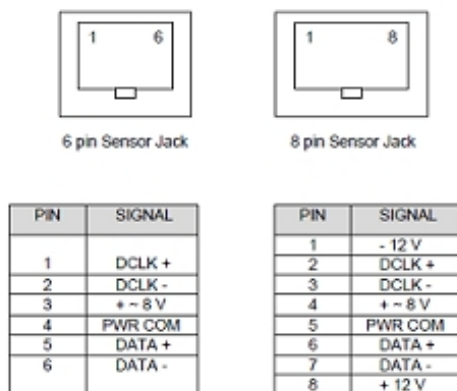 1 6
1 8
6 pin Sensor Jack
8 pin Sensor Jack
PIN SIGNAL
1 DCLK +
2 DCLK -
3 + ~ 8 V
4 PWR COM
5 DATA +
6 DATA -
PIN SIGNAL
1 - 12 V
2 DCLK +
3 DCLK -
4 + ~ 8 V
5 PWR COM
6 DATA +
7 DATA -
8 + 12 V